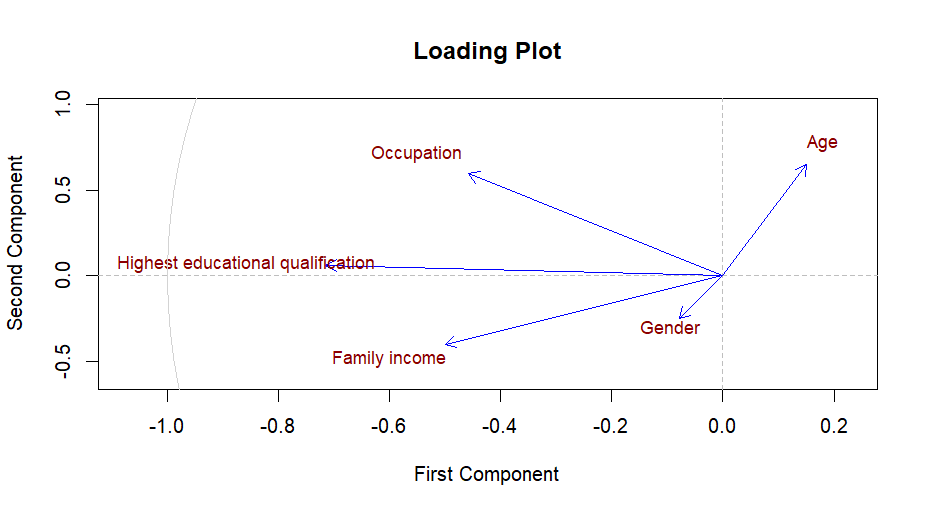 Loading Plot
Second Component
1.0
0.5
0.0
-0.5
Occupation
Age
Highest educational qualification
Gender
Family income
-1.0 -0.8 -0.6 -0.4 -0.2 0.0 0.2
First Component